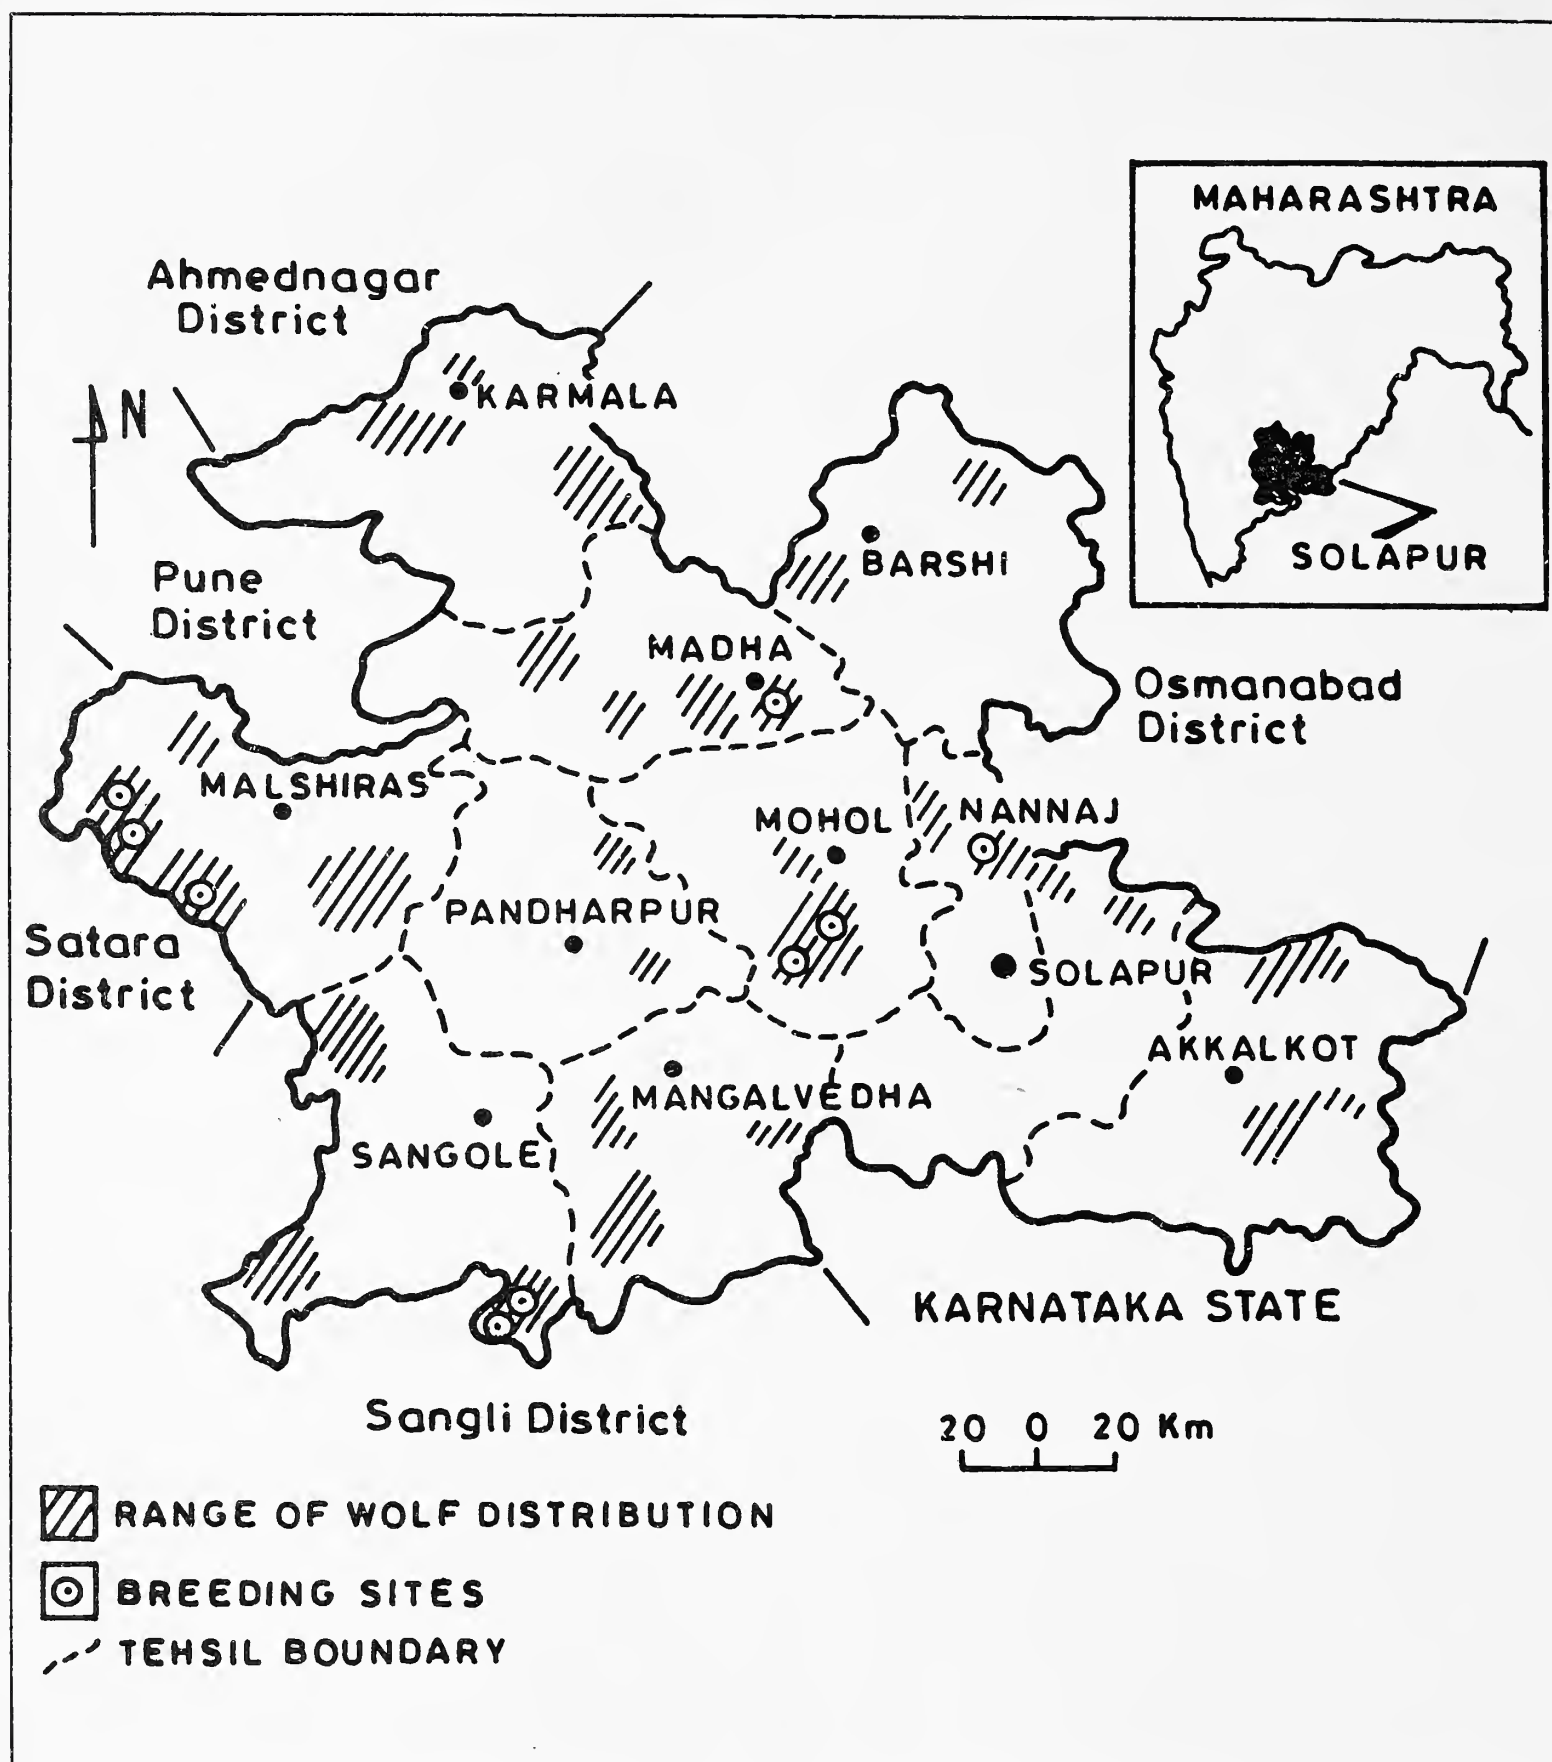 MAHARASHTRA
SOLAPUR
Ahmednagar
District
N
KARMALA
BARSHI
Pune
District
MADHA
Osmanabad
District
MALSHIRAS
MOHOL
NANNAJ
PANDHARPUR
Satara
District
SOLAPUR
AKKALKOT
MANGALVEDHA
SANGOLE
KARNATAKA STATE
Sangli District
20 0 20 Km
RANGE OF WOLF DISTRIBUTION
BREEDING SITES
TEHSIL BOUNDARY